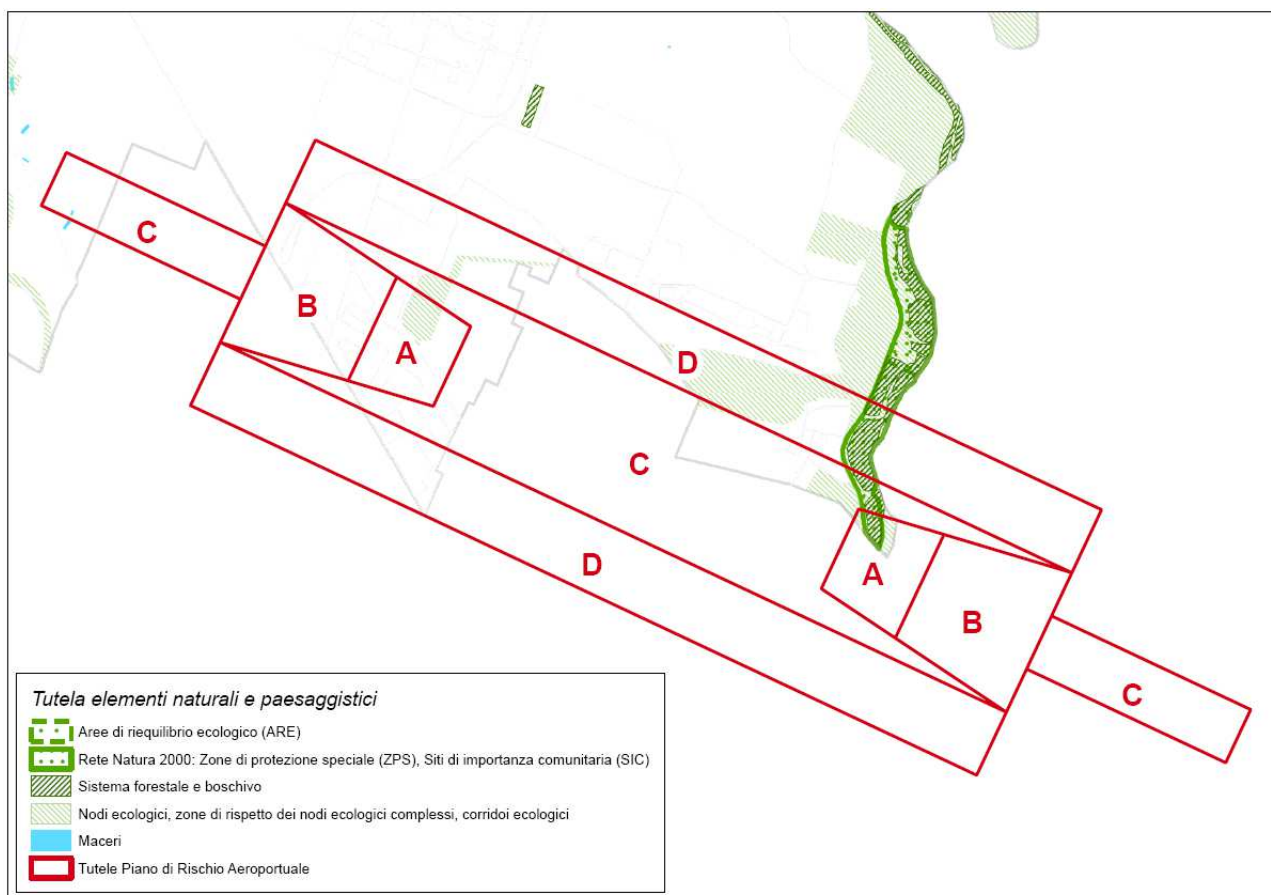 C
B
A
D
C
D
A
B
C
Tutela elementi naturali e paesaggistici
Aree di riequilibrio ecologico (ARE)
Rete Natura 2000: Zone di protezione speciale (ZPS), Siti di importanza comunitaria (SIC)
Sistema forestale e boschivo
Nodi ecologici, zone di rispetto dei nodi ecologici complessi, corridoi ecologici
Maceri
Tutele Piano di Rischio Aeroportuale